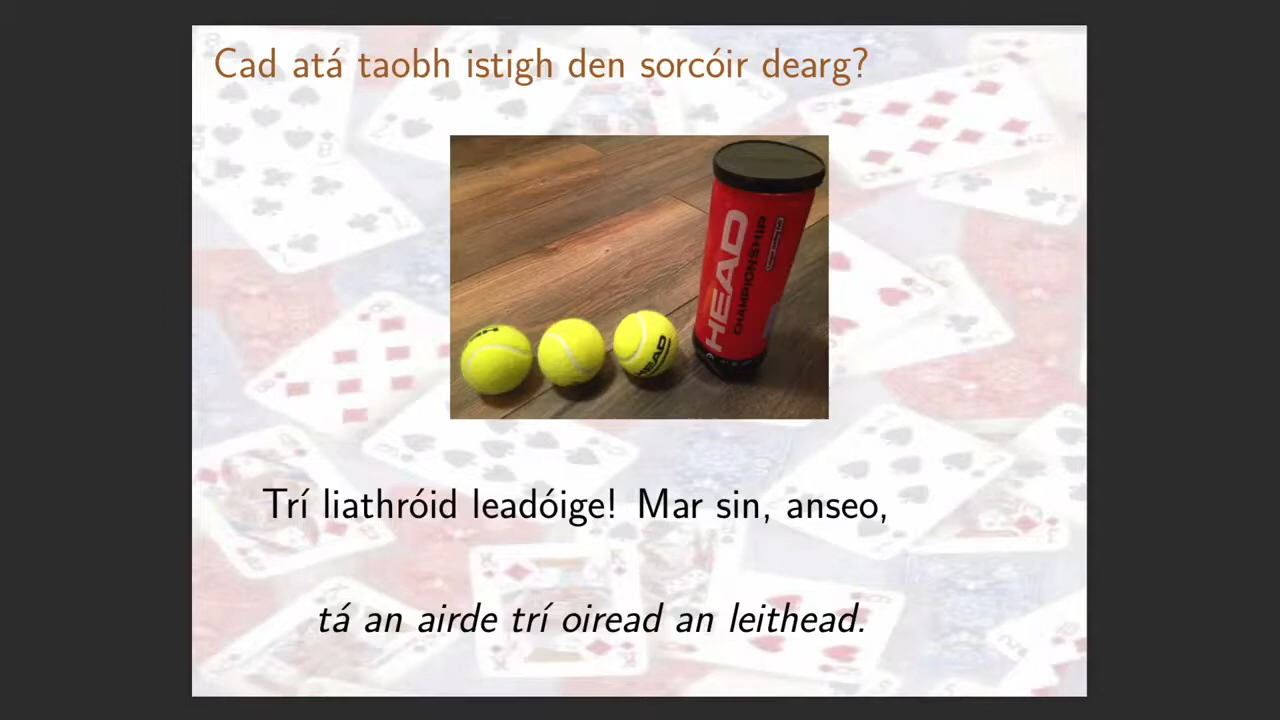 Cad atá taobh istigh den sorcóir dearg?
HEAD
CHAMPIONSHIP
HEAD
Trí liathróid leadóige! Mar sin, anseo,
tá an airde trí oiread an leithead.